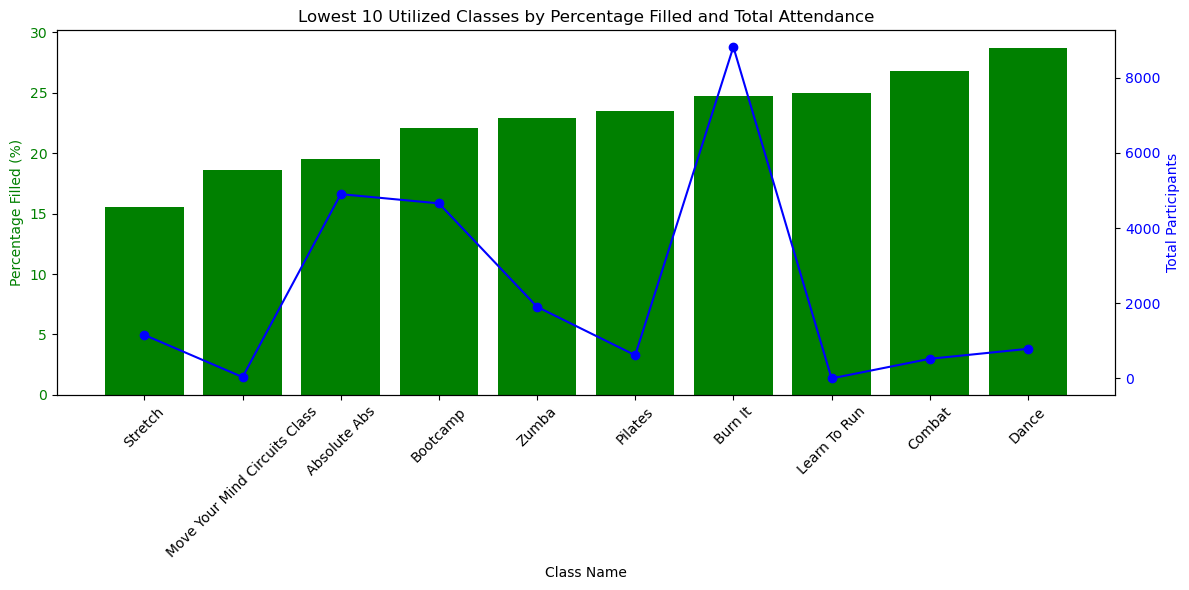 Lowest 10 Utilized Classes by Percentage Filled and Total Attendance
Percentage Filled (%)
30
25
20
15
10
5
0
Total Participants
8000
6000
4000
2000
0
Stretch
Move Your Mind Circuits Class
Absolute Abs
Bootcamp
Zumba
Pilates
Burn It
Learn To Run
Combat
Dance
Class Name